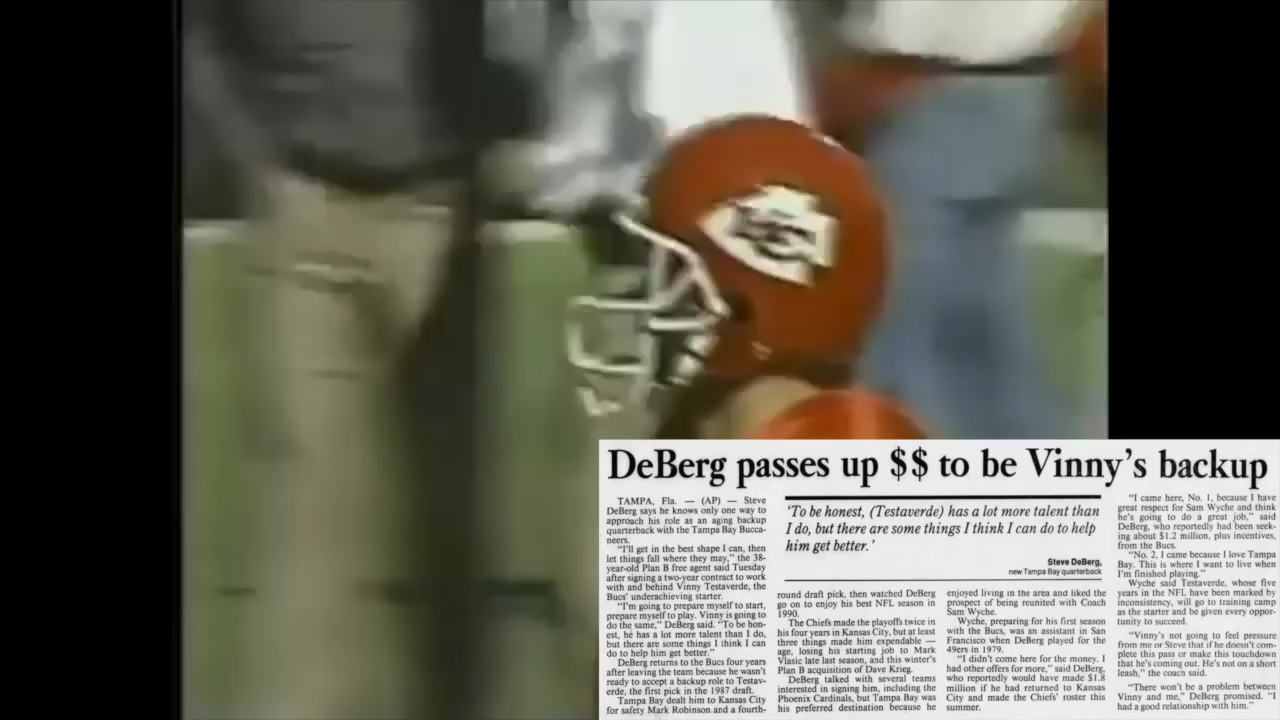 KC
DeBerg passes up $$ to be Vinny's backup
TAMPA, Fla. — (AP) — Steve
DeBerg says he knows only one way to
approach his role as an aging backup
quarterback with the Tampa Bay Bucca-
neers.
"I'll get in the best shape I can, then
let things fall where they may," the 38-
year-old Plan B free agent said Tuesday
after signing a two-year contract to work
with and behind Vinny Testaverde, the
Bucs' underachieving starter.
"I'm going to prepare myself to start,
prepare myself to play. Vinny is going to
do the same," DeBerg said. "To be hon-
est, he has a lot more talent than I do,
but there are some things I think I can
do to help him get better."
DeBerg returns to the Bucs four years
after leaving the team because he wasn't
ready to accept a backup role to Testav-
erde, the first pick in the 1987 draft.
Tampa Bay dealt him to Kansas City
for safety Mark Robinson and a fourth-
'To be honest, (Testaverde) has a lot more talent than
I do, but there are some things I think I can do to help
him get better.'
Steve DeBerg,
new Tampa Bay quarterback
round draft pick, then watched DeBerg
go on to enjoy his best NFL season in
1990.
The Chiefs made the playoffs twice in
his four years in Kansas City, but at least
three things made him expendable —
age, losing his starting job to Mark
Vlasic late last season, and this winter's
Plan B acquisition of Dave Krieg.
DeBerg talked with several teams
interested in signing him, including the
Phoenix Cardinals, but Tampa Bay was
his preferred destination because he
enjoyed living in the area and liked the
prospect of being reunited with Coach
Sam Wyche.
Wyche, preparing for his first season
with the Bucs, was an assistant in San
Francisco when DeBerg played for the
49ers in 1979.
"I didn't come here for the money. I
had other offers for more," said DeBerg,
who reportedly would have made $1.8
million if he had returned to Kansas
City and made the Chiefs' roster this
summer.
"I came here, No. 1, because I have
great respect for Sam Wyche and think
he's going to do a great job," said
DeBerg, who reportedly had been seek-
ing about $1.2 million, plus incentives,
from the Bucs.
"No. 2, I came because I love Tampa
Bay. This is where I want to live when
I'm finished playing."
Wyche said Testaverde, whose five
years in the NFL have been marked by
inconsistency, will go to training camp
as the starter and be given every oppor-
tunity to succeed.
"Vinny's not going to feel pressure
from me or Steve that if he doesn't com-
plete this pass or make this touchdown
that he's coming out. He's not on a short
leash," the coach said.
"There won't be a problem between
Vinny and me," DeBerg promised. "I
had a good relationship with him."